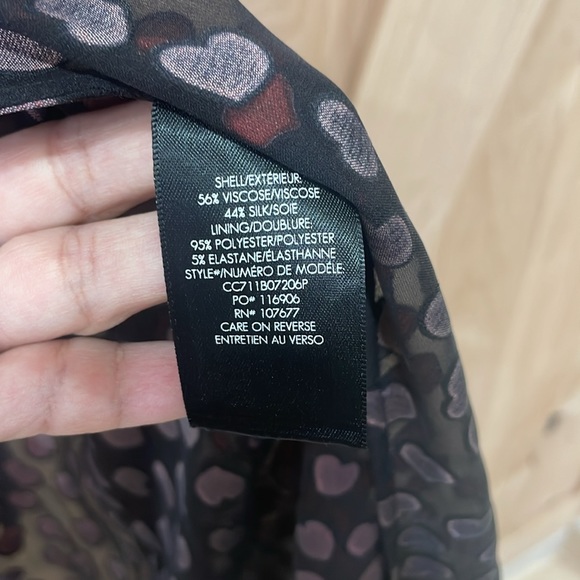 SHELL/EXTÉRIEUR:
56% VISCOSE/VISCOSE
44% SILK/SOIE
LINING/DOUBLURE:
95% POLYESTER/POLYESTER
5% ELASTANE/ÉLASTHANNE
STYLE#/NUMÉRO DE MODÈLE:
CC711B07206P
PO# 116906
RN# 107677
CARE ON REVERSE
ENTRETIEN AU VERSO